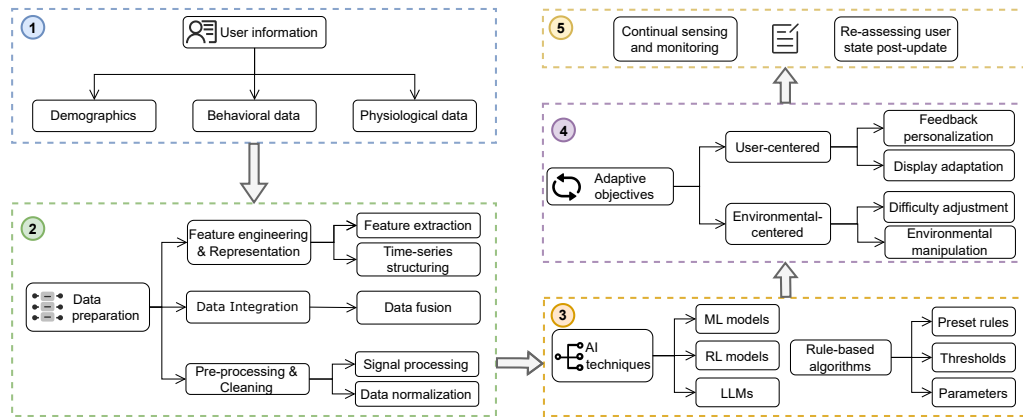 1
User information
Demographics
Behavioral data
Physiological data
2
Data
preparation
Feature engineering
& Representation
Feature extraction
Time-series
structuring
Data Integration
Data fusion
Pre-processing &
Cleaning
Signal processing
Data normalization
3
AI
techniques
ML models
RL models
LLMs
Rule-based
algorithms
Preset rules
Thresholds
Parameters
4
Adaptive
objectives
User-centered
Feedback
personalization
Display adaptation
Environmental-
centered
Difficulty adjustment
Environmental
manipulation
5
Continual sensing
and monitoring
Re-assessing user
state post-update